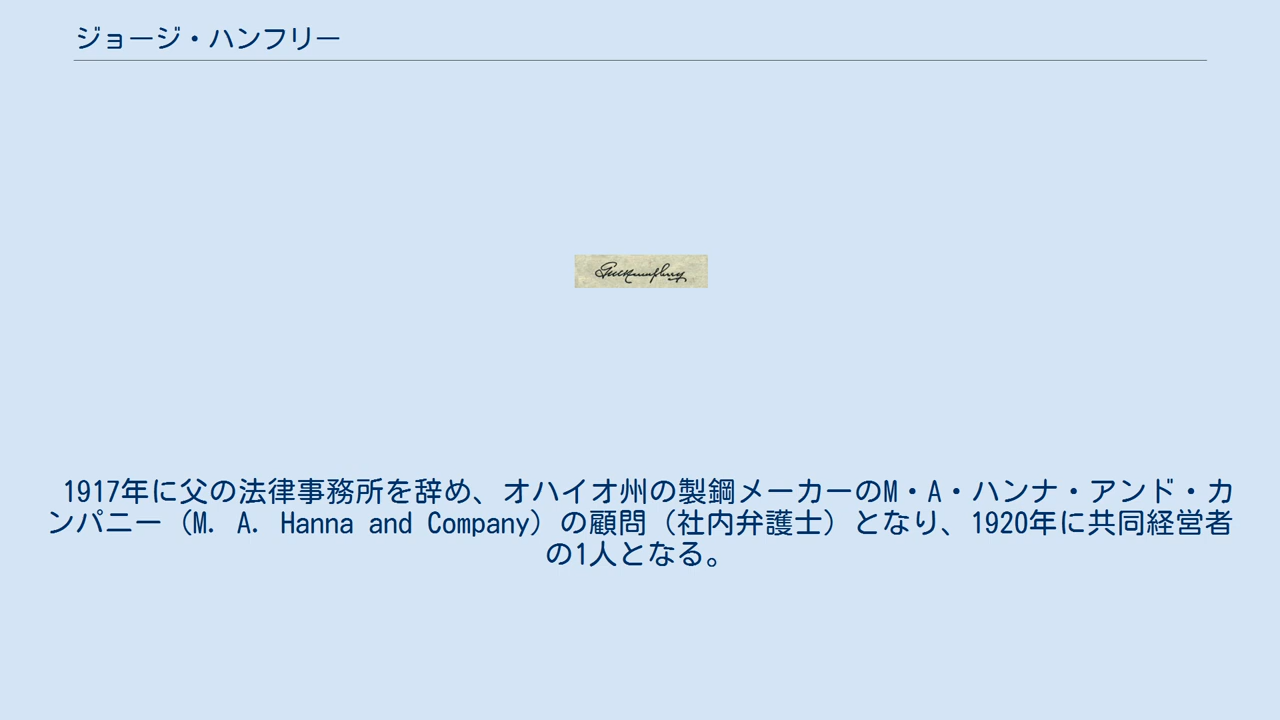 ジョージ・ハンフリー
GMHumphrey
1917年に父の法律事務所を辞め、オハイオ州の製鋼メーカーのM・A・ハンナ・アンド・カ
ンパニー（M. A. Hanna and Company）の顧問（社内弁護士）となり、1920年に共同経営者
の1人となる。